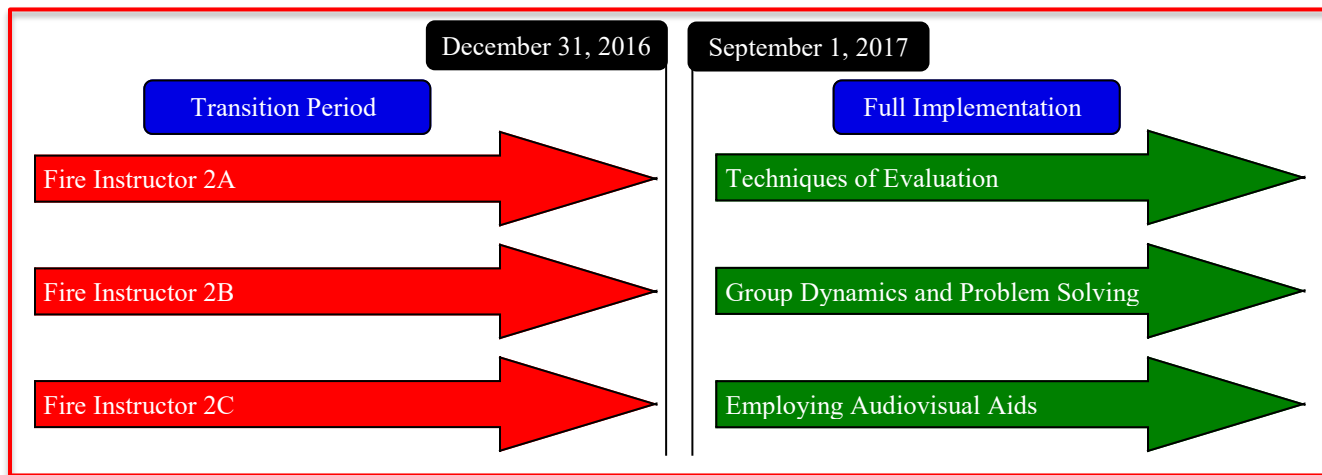 December 31, 2016
September 1, 2017
Transition Period
Full Implementation
Fire Instructor 2A
Techniques of Evaluation
Fire Instructor 2B
Group Dynamics and Problem Solving
Fire Instructor 2C
Employing Audiovisual Aids